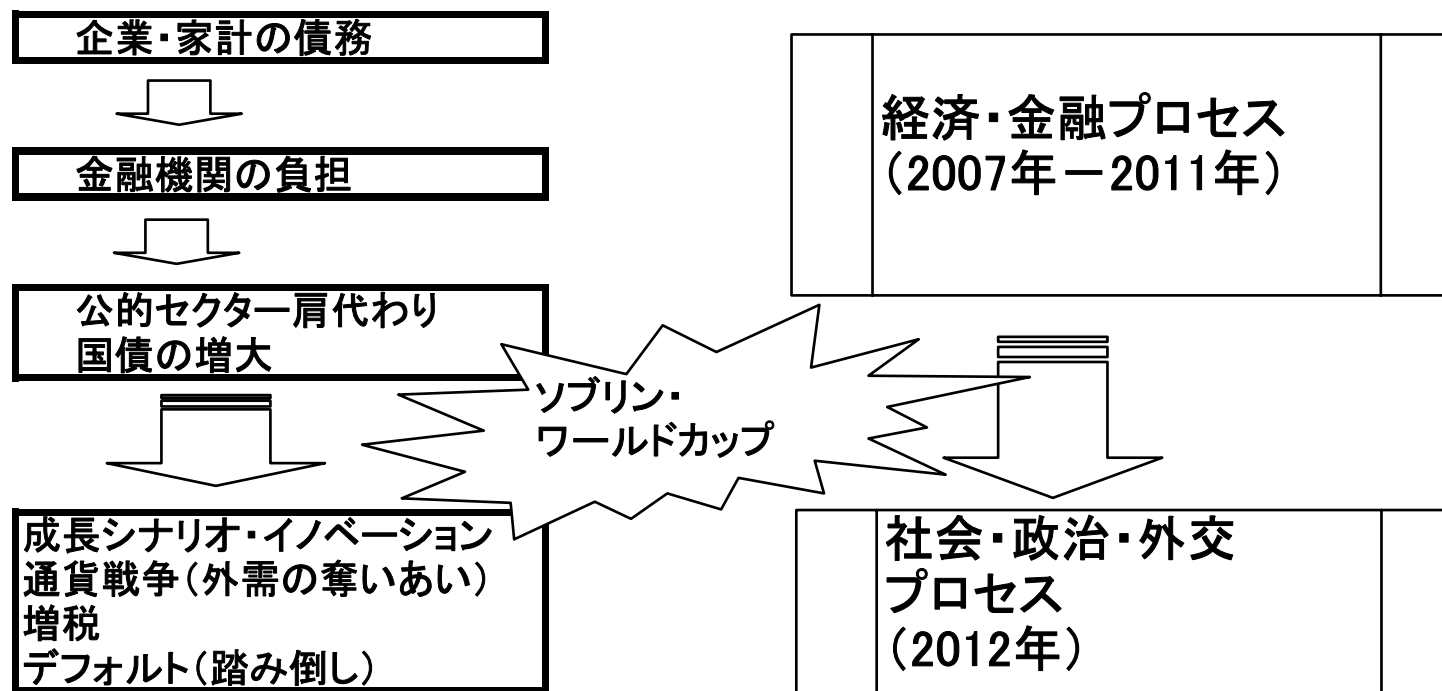 企業・家計の債務
金融機関の負担
公的セクター肩代わり
国債の増大
ソブリン・
ワールドカップ
成長シナリオ・イノベーション
通貨戦争（外需の奪いあい）
増税
デフォルト（踏み倒し）
経済・金融プロセス
（2007年－2011年）
社会・政治・外交
プロセス
（2012年）